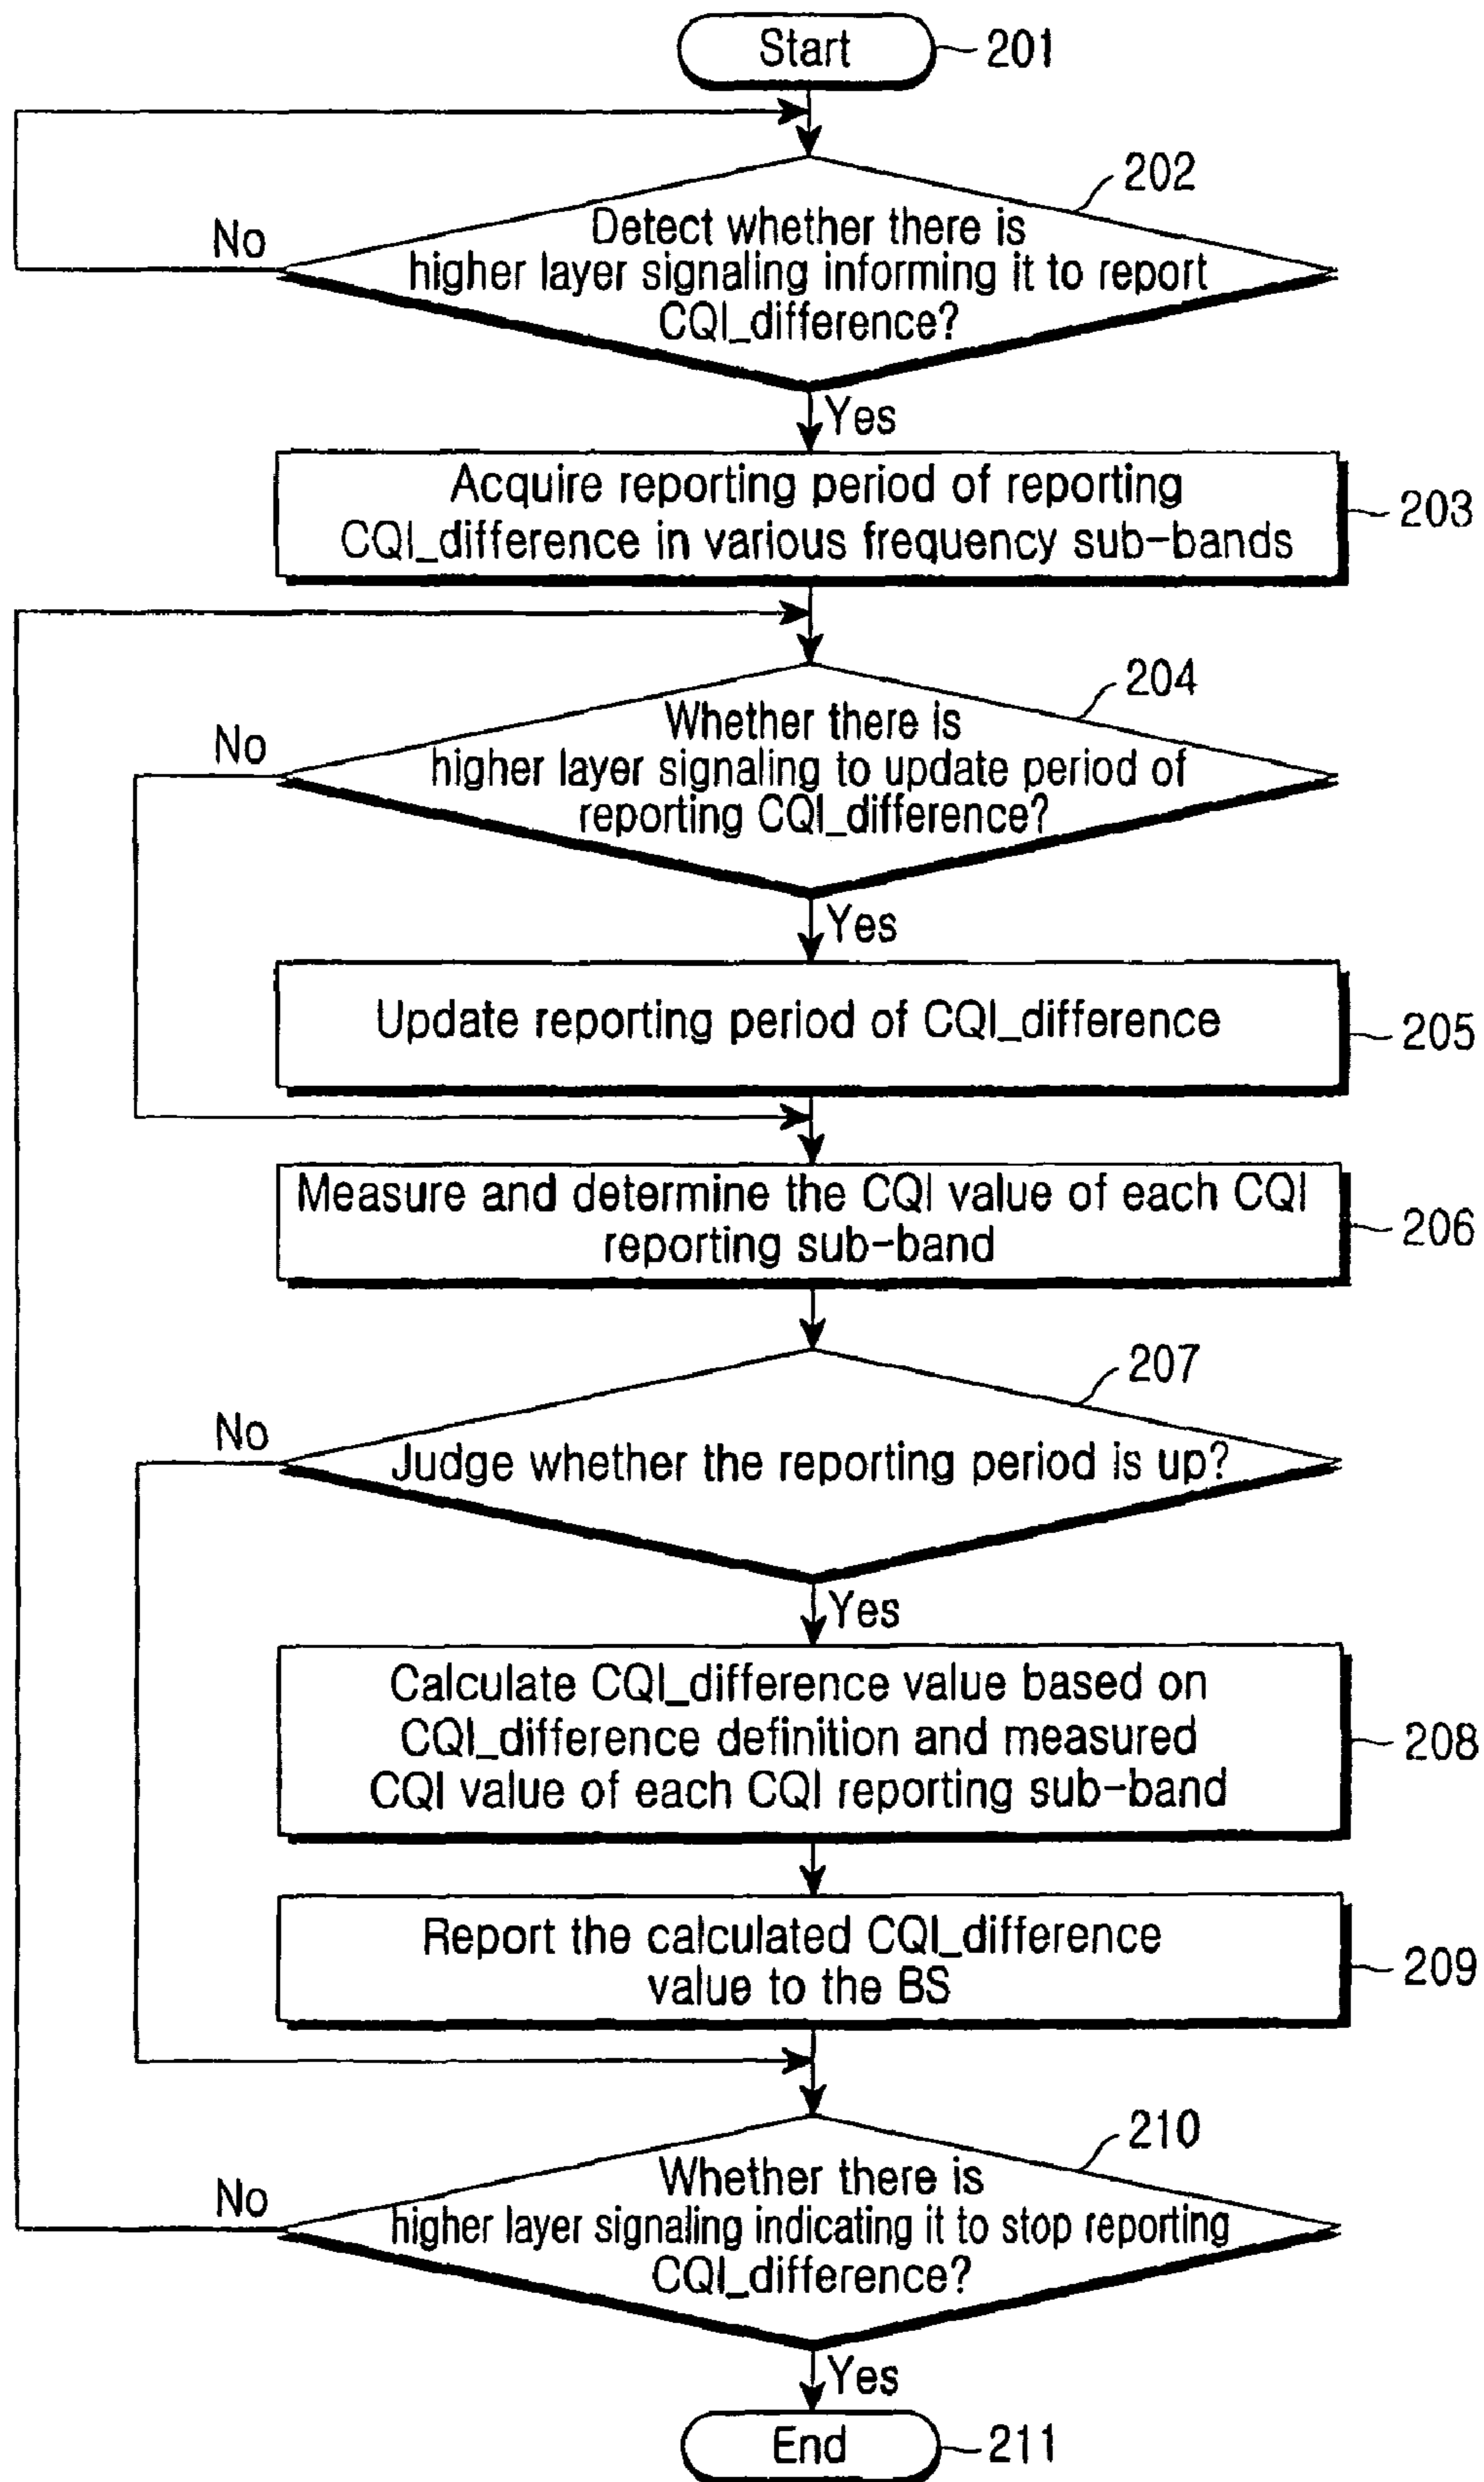 Start
201
202
Detect whether there is
higher layer signaling informing it to report
CQI_difference?
No
Yes
Acquire reporting period of reporting
CQI_difference in various frequency sub-bands
203
204
Whether there is
higher layer signaling to update period of
reporting CQI_difference?
No
Yes
Update reporting period of CQI_difference
205
Measure and determine the CQI value of each CQI
reporting sub-band
206
207
Judge whether the reporting period is up?
No
Yes
Calculate CQI_difference value based on
CQI_difference definition and measured
CQI value of each CQI reporting sub-band
208
Report the calculated CQI_difference
value to the BS
209
210
Whether there is
higher layer signaling indicating it to stop reporting
CQI_difference?
No
Yes
End
211